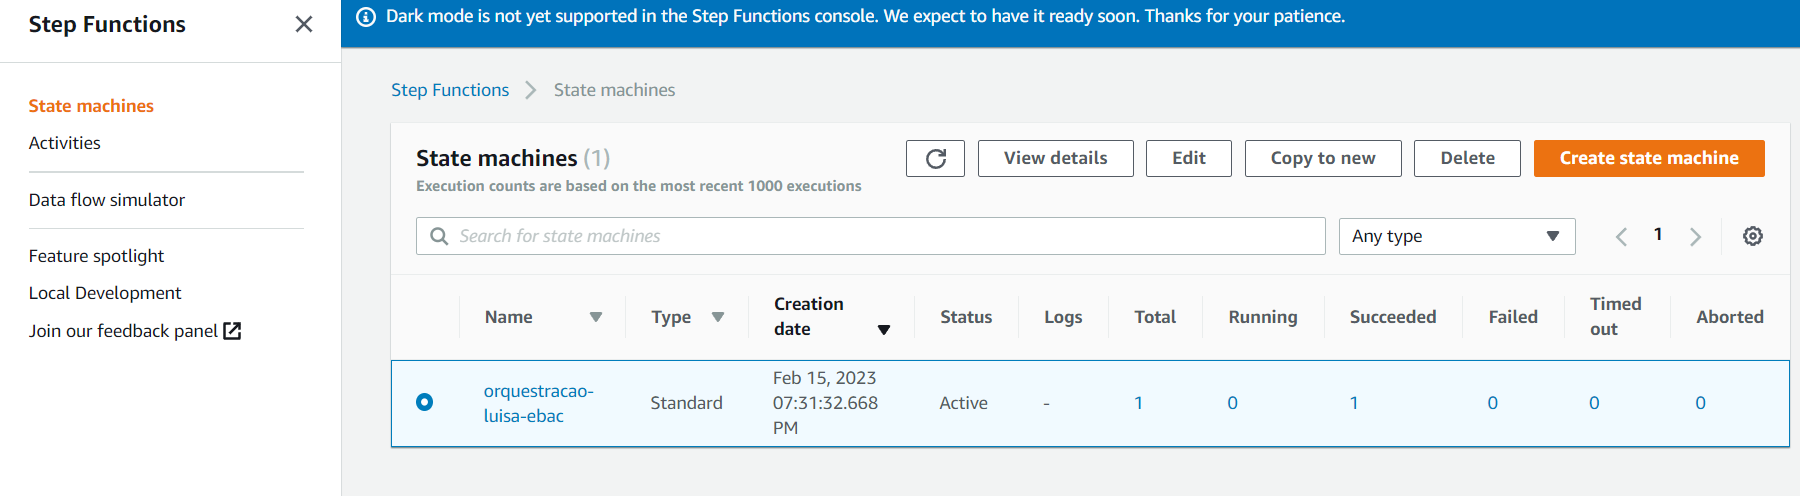 Step Functions
State machines
Activities
Data flow simulator
Feature spotlight
Local Development
Join our feedback panel
Dark mode is not yet supported in the Step Functions console. We expect to have it ready soon. Thanks for your patience.
Step Functions State machines
State machines (1)
Execution counts are based on the most recent 1000 executions
View details Edit Copy to new Delete Create state machine
Search for state machines Any type 1
Name Type Creation date Status Logs Total Running Succeeded Failed Timed out Aborted
orquestracao-luisa-ebac Standard Feb 15, 2023 07:31:32.668 PM Active - 1 0 1 0 0 0